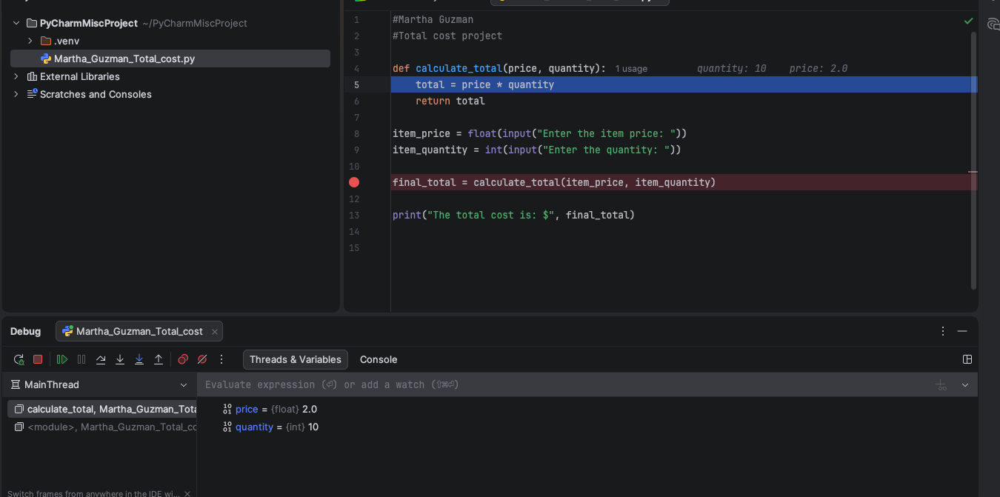 PyCharmMiscProject ~/PyCharmMiscProject
.venv
Martha_Guzman_Total_cost.py
External Libraries
Scratches and Consoles
1 #Martha Guzman
2 #Total cost project
3
4 def calculate_total(price, quantity): 1 usage quantity: 10 price: 2.0
5 total = price * quantity
6 return total
7
8 item_price = float(input("Enter the item price: "))
9 item_quantity = int(input("Enter the quantity: "))
10
final_total = calculate_total(item_price, item_quantity)
12
13 print("The total cost is: $", final_total)
14
15
Debug Martha_Guzman_Total_cost
Threads & Variables Console
MainThread
Evaluate expression (⏎) or add a watch (⇧⌘⏎)
calculate_total, Martha_Guzman_Tota
<module>, Martha_Guzman_Total_co
price = {float} 2.0
quantity = {int} 10
Switch frames from anywhere in the IDE wi...